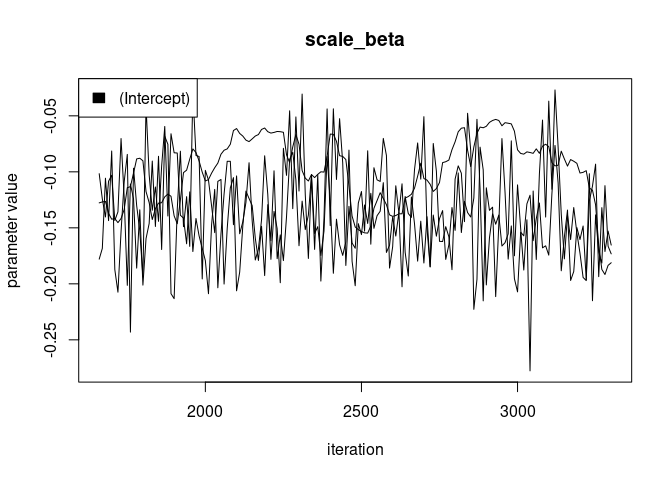 scale_beta
(Intercept)
-0.05
-0.10
-0.15
-0.20
-0.25
parameter value
2000 2500 3000
iteration